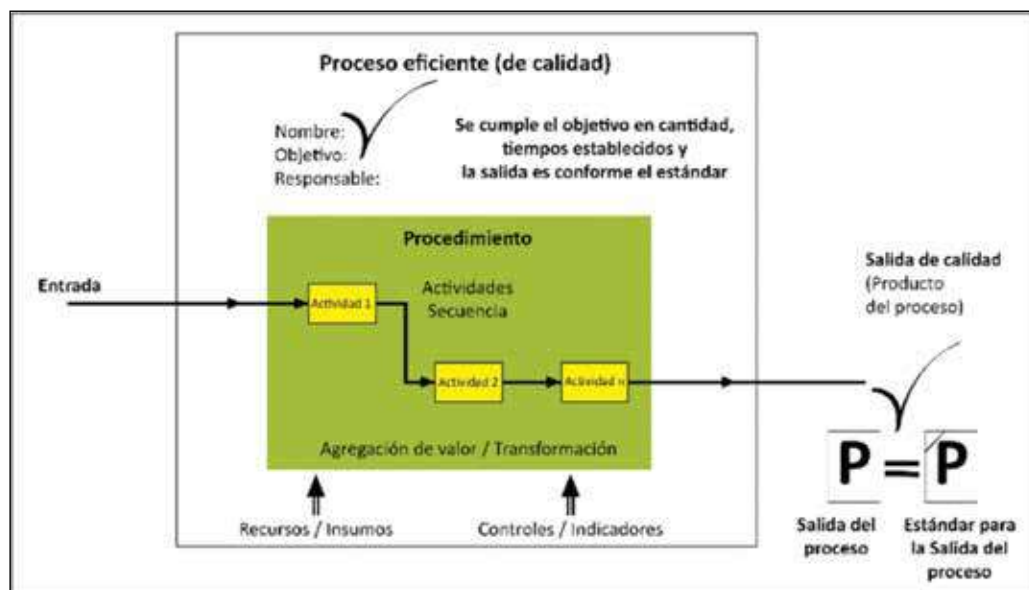 Proceso eficiente (de calidad)
Nombre:
Objetivo:
Responsable:
Se cumple el objetivo en cantidad,
tiempos establecidos y
la salida es conforme el estándar
Procedimiento
Entrada
Actividad 1
Actividades
Secuencia
Actividad 2
Actividad n
Agregación de valor / Transformación
Recursos / Insumos
Controles / Indicadores
Salida de calidad
(Producto
del proceso)
P = P
Salida del
proceso
Estándar para
la Salida del
proceso